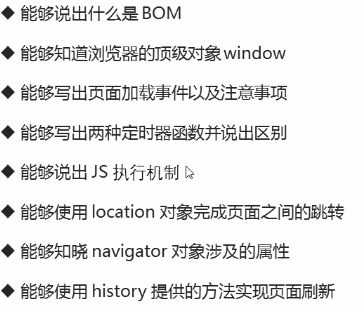 ◆ 能够说出什么是 BOM
◆ 能够知道浏览器的顶级对象 window
◆ 能够写出页面加载事件以及注意事项
◆ 能够写出两种定时器函数并说出区别
◆ 能够说出 JS 执行机制
◆ 能够使用 location 对象完成页面之间的跳转
◆ 能够知晓 navigator 对象涉及的属性
◆ 能够使用 history 提供的方法实现页面刷新